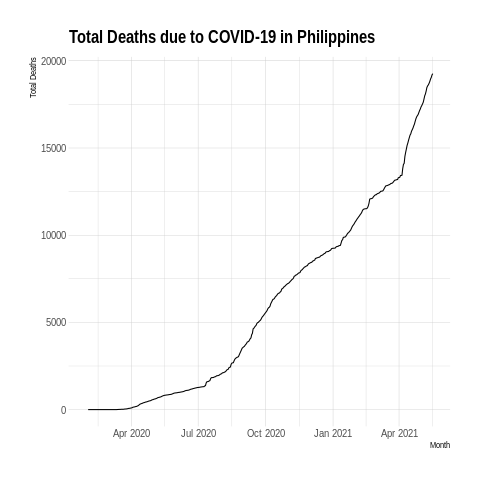 Total Deaths due to COVID-19 in Philippines
Total Deaths
20000
15000
10000
5000
0
Apr 2020 Jul 2020 Oct 2020 Jan 2021 Apr 2021
Month